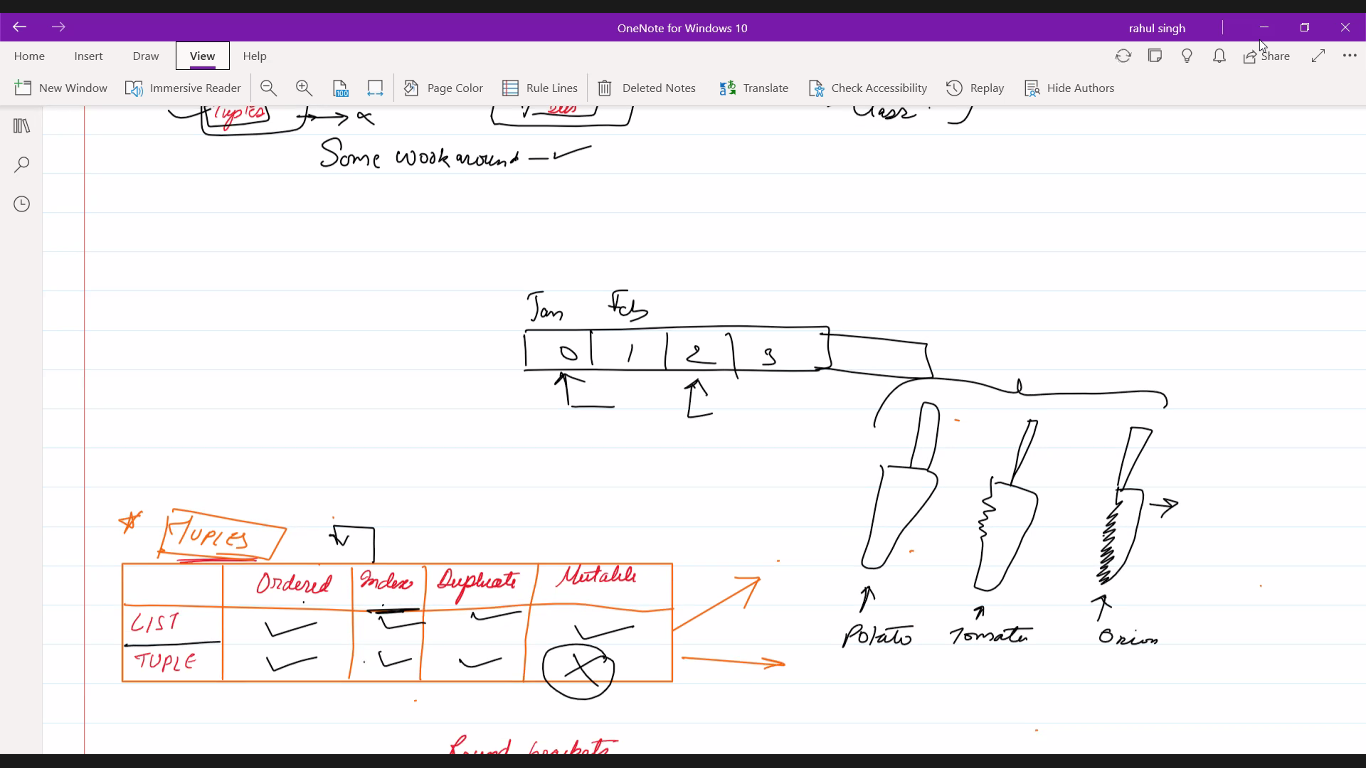 OneNote for Windows 10
rahul singh
Home Insert Draw View Help
Share
New Window Immersive Reader 100 Page Color Rule Lines Deleted Notes Translate Check Accessibility Replay Hide Authors
Tuples
Class
Some workaround
Jan Feb
0 1 2 3
TUPLES
Ordered Index Duplicate Mutable
LIST
TUPLE
Potato Tomato Onion
Round brackets